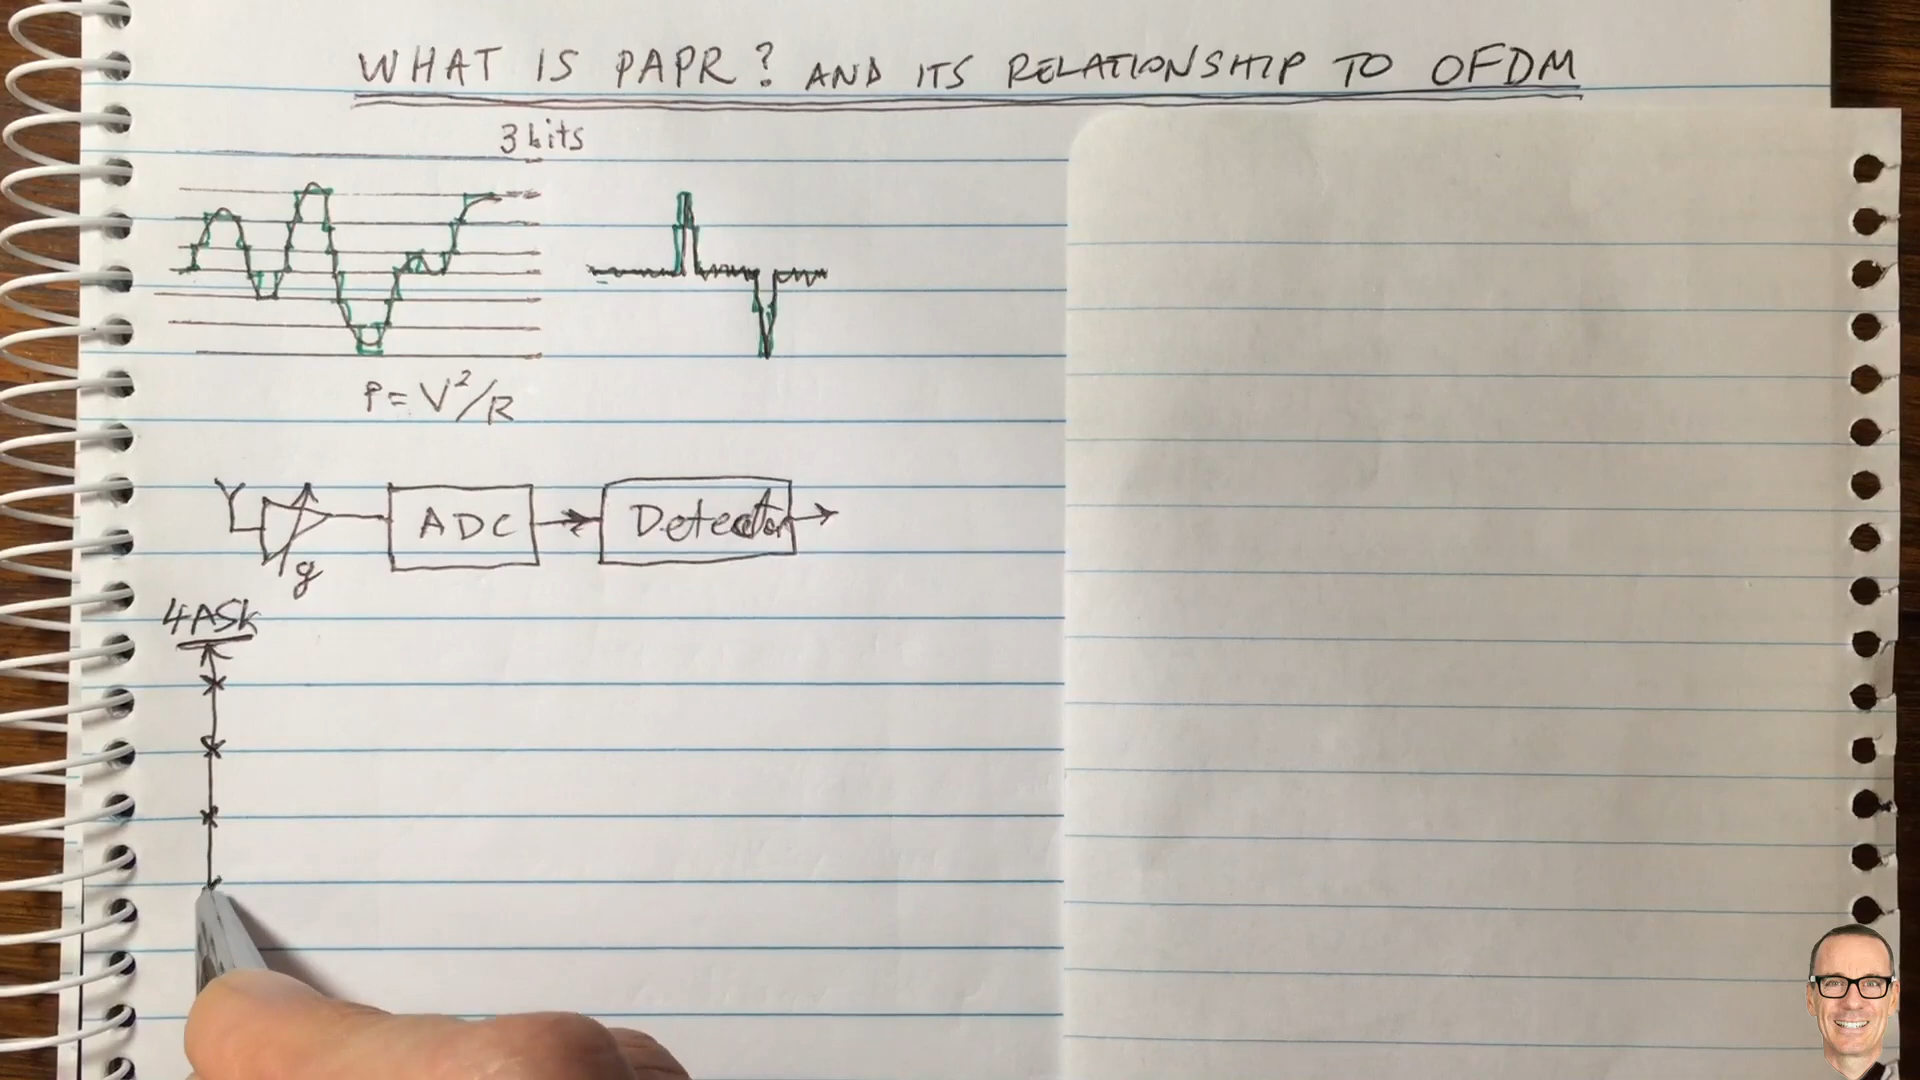 WHAT IS PAPR? AND ITS RELATIONSHIP TO OFDM
3 bits
P = V²/R
ADC
Detector
g
4ASK